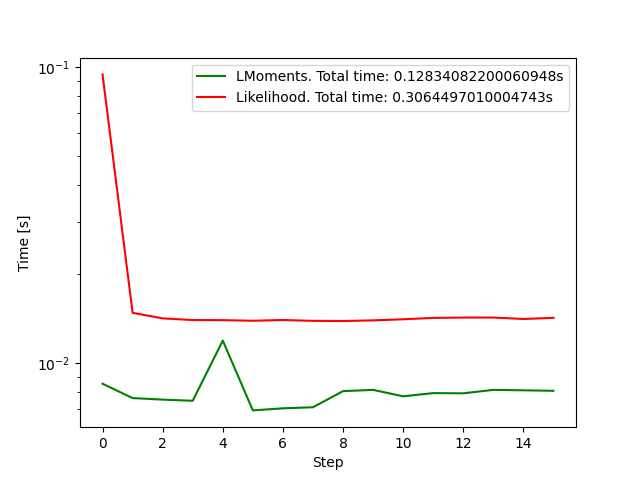 LMoments. Total time: 0.12834082200060948s
Likelihood. Total time: 0.3064497010004743s
10⁻¹
10⁻²
Time [s]
0 2 4 6 8 10 12 14
Step